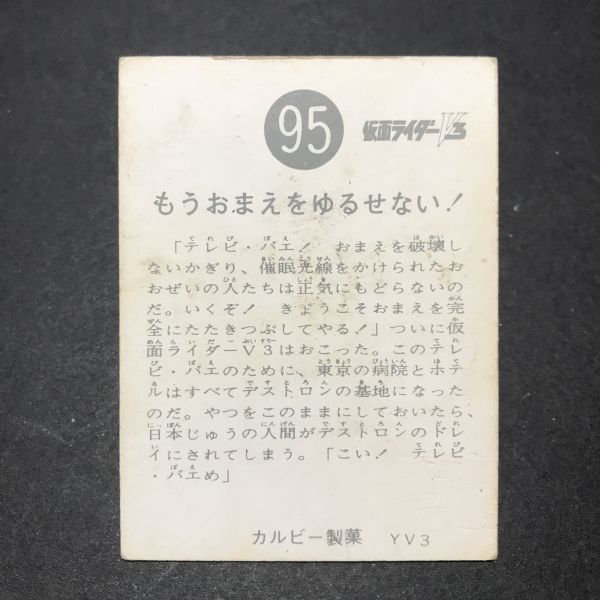 95
仮面ライダーV3
もうおまえをゆるせない！
「テレビ・バエ！　おまえを破壊し
ないかぎり、催眠光線をかけられたお
おぜいの人たちは正気にもどらないの
だ。いくぞ！　きょうこそおまえを完
全にたたきつぶしてやる！」ついに仮
面ライダーV3はおこった。このテレ
ビ・バエのために、東京の病院とホテ
ルはすべてデストロンの基地になった
のだ。やつをこのままにしておいたら、
日本じゅうの人間がデストロンのドレ
イにされてしまう。「こい！　テレビ
・バエめ」
カルビー製菓　YV3